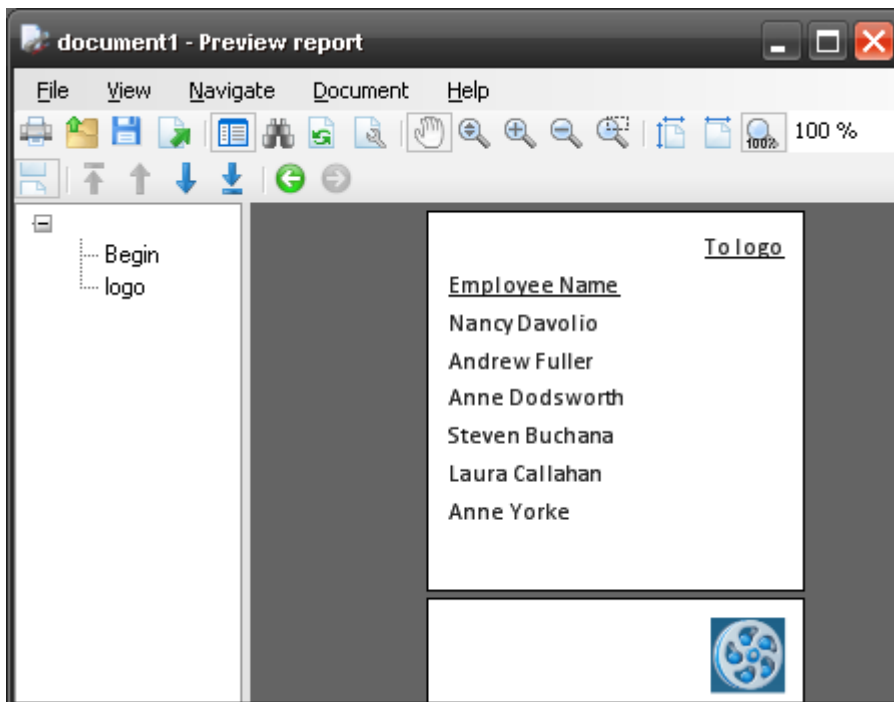 document1 - Preview report
File View Navigate Document Help
100% 100 %
Begin
logo
To logo
Employee Name
Nancy Davolio
Andrew Fuller
Anne Dodsworth
Steven Buchana
Laura Callahan
Anne Yorke